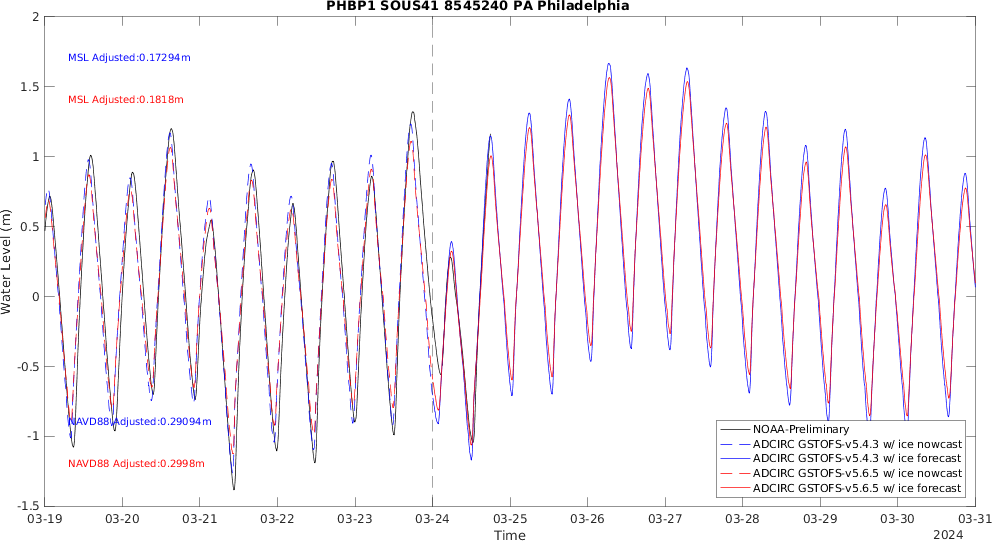 PHBP1 SOUS41 8545240 PA Philadelphia
2
1.5
1
0.5
0
-0.5
-1
-1.5
Water Level (m)
MSL Adjusted:0.17294m
MSL Adjusted:0.1818m
NAVD88 Adjusted:0.29094m
NAVD88 Adjusted:0.2998m
NOAA-Preliminary
ADCIRC GSTOFS-v5.4.3 w/ ice nowcast
ADCIRC GSTOFS-v5.4.3 w/ ice forecast
ADCIRC GSTOFS-v5.6.5 w/ ice nowcast
ADCIRC GSTOFS-v5.6.5 w/ ice forecast
03-19 03-20 03-21 03-22 03-23 03-24 03-25 03-26 03-27 03-28 03-29 03-30 03-31
Time
2024